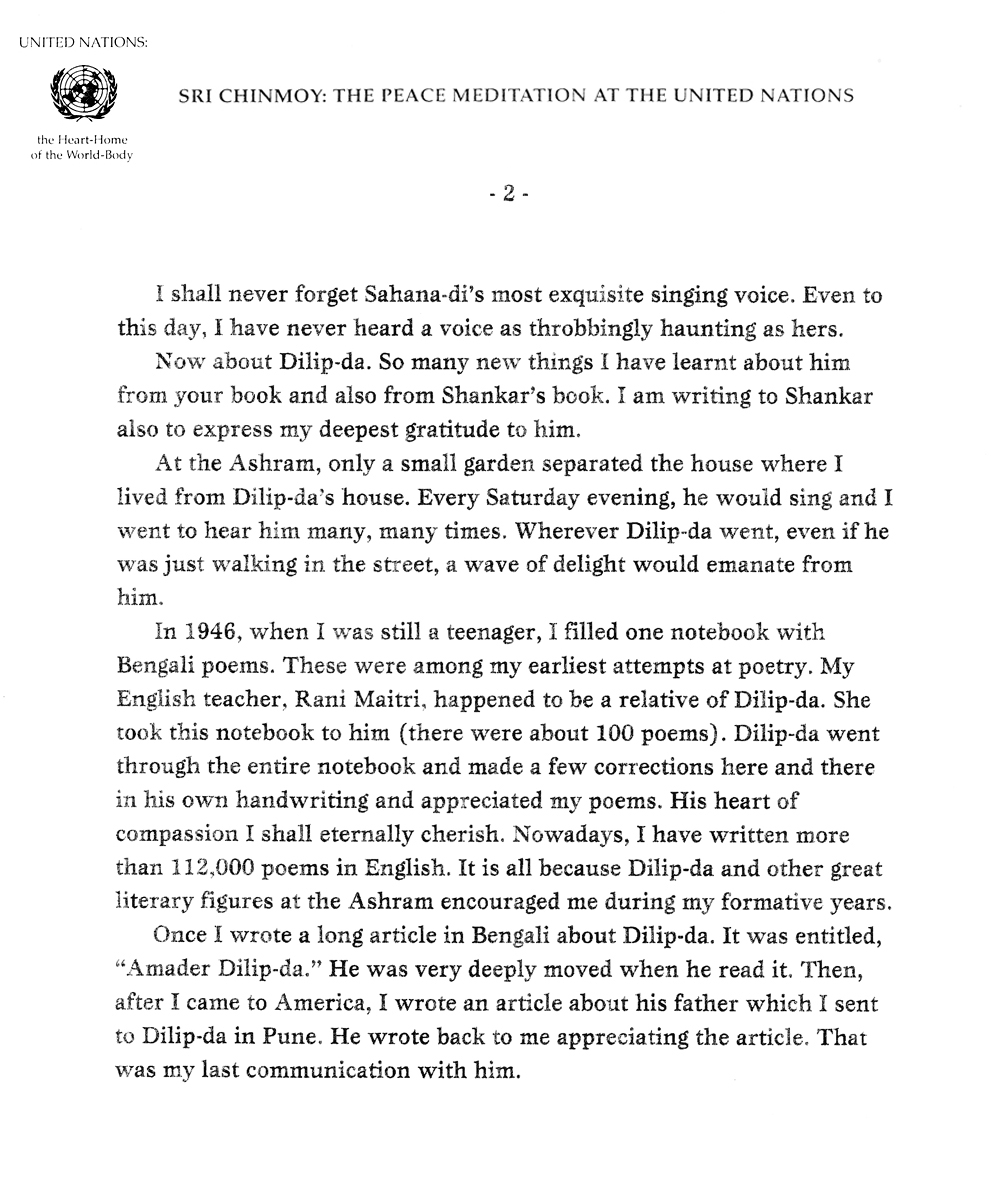 UNITED NATIONS:
SRI CHINMOY: THE PEACE MEDITATION AT THE UNITED NATIONS
the Heart-Home
of the World-Body
- 2 -
I shall never forget Sahana-di's most exquisite singing voice. Even to
this day, I have never heard a voice as throbbingly haunting as hers.
Now about Dilip-da. So many new things I have learnt about him
from your book and also from Shankar's book. I am writing to Shankar
also to express my deepest gratitude to him.
At the Ashram, only a small garden separated the house where I
lived from Dilip-da's house. Every Saturday evening, he would sing and I
went to hear him many, many times. Wherever Dilip-da went, even if he
was just walking in the street, a wave of delight would emanate from
him.
In 1946, when I was still a teenager, I filled one notebook with
Bengali poems. These were among my earliest attempts at poetry. My
English teacher, Rani Maitri, happened to be a relative of Dilip-da. She
took this notebook to him (there were about 100 poems). Dilip-da went
through the entire notebook and made a few corrections here and there
in his own handwriting and appreciated my poems. His heart of
compassion I shall eternally cherish. Nowadays, I have written more
than 112,000 poems in English. It is all because Dilip-da and other great
literary figures at the Ashram encouraged me during my formative years.
Once I wrote a long article in Bengali about Dilip-da. It was entitled,
“Amader Dilip-da.” He was very deeply moved when he read it. Then,
after I came to America, I wrote an article about his father which I sent
to Dilip-da in Pune. He wrote back to me appreciating the article. That
was my last communication with him.